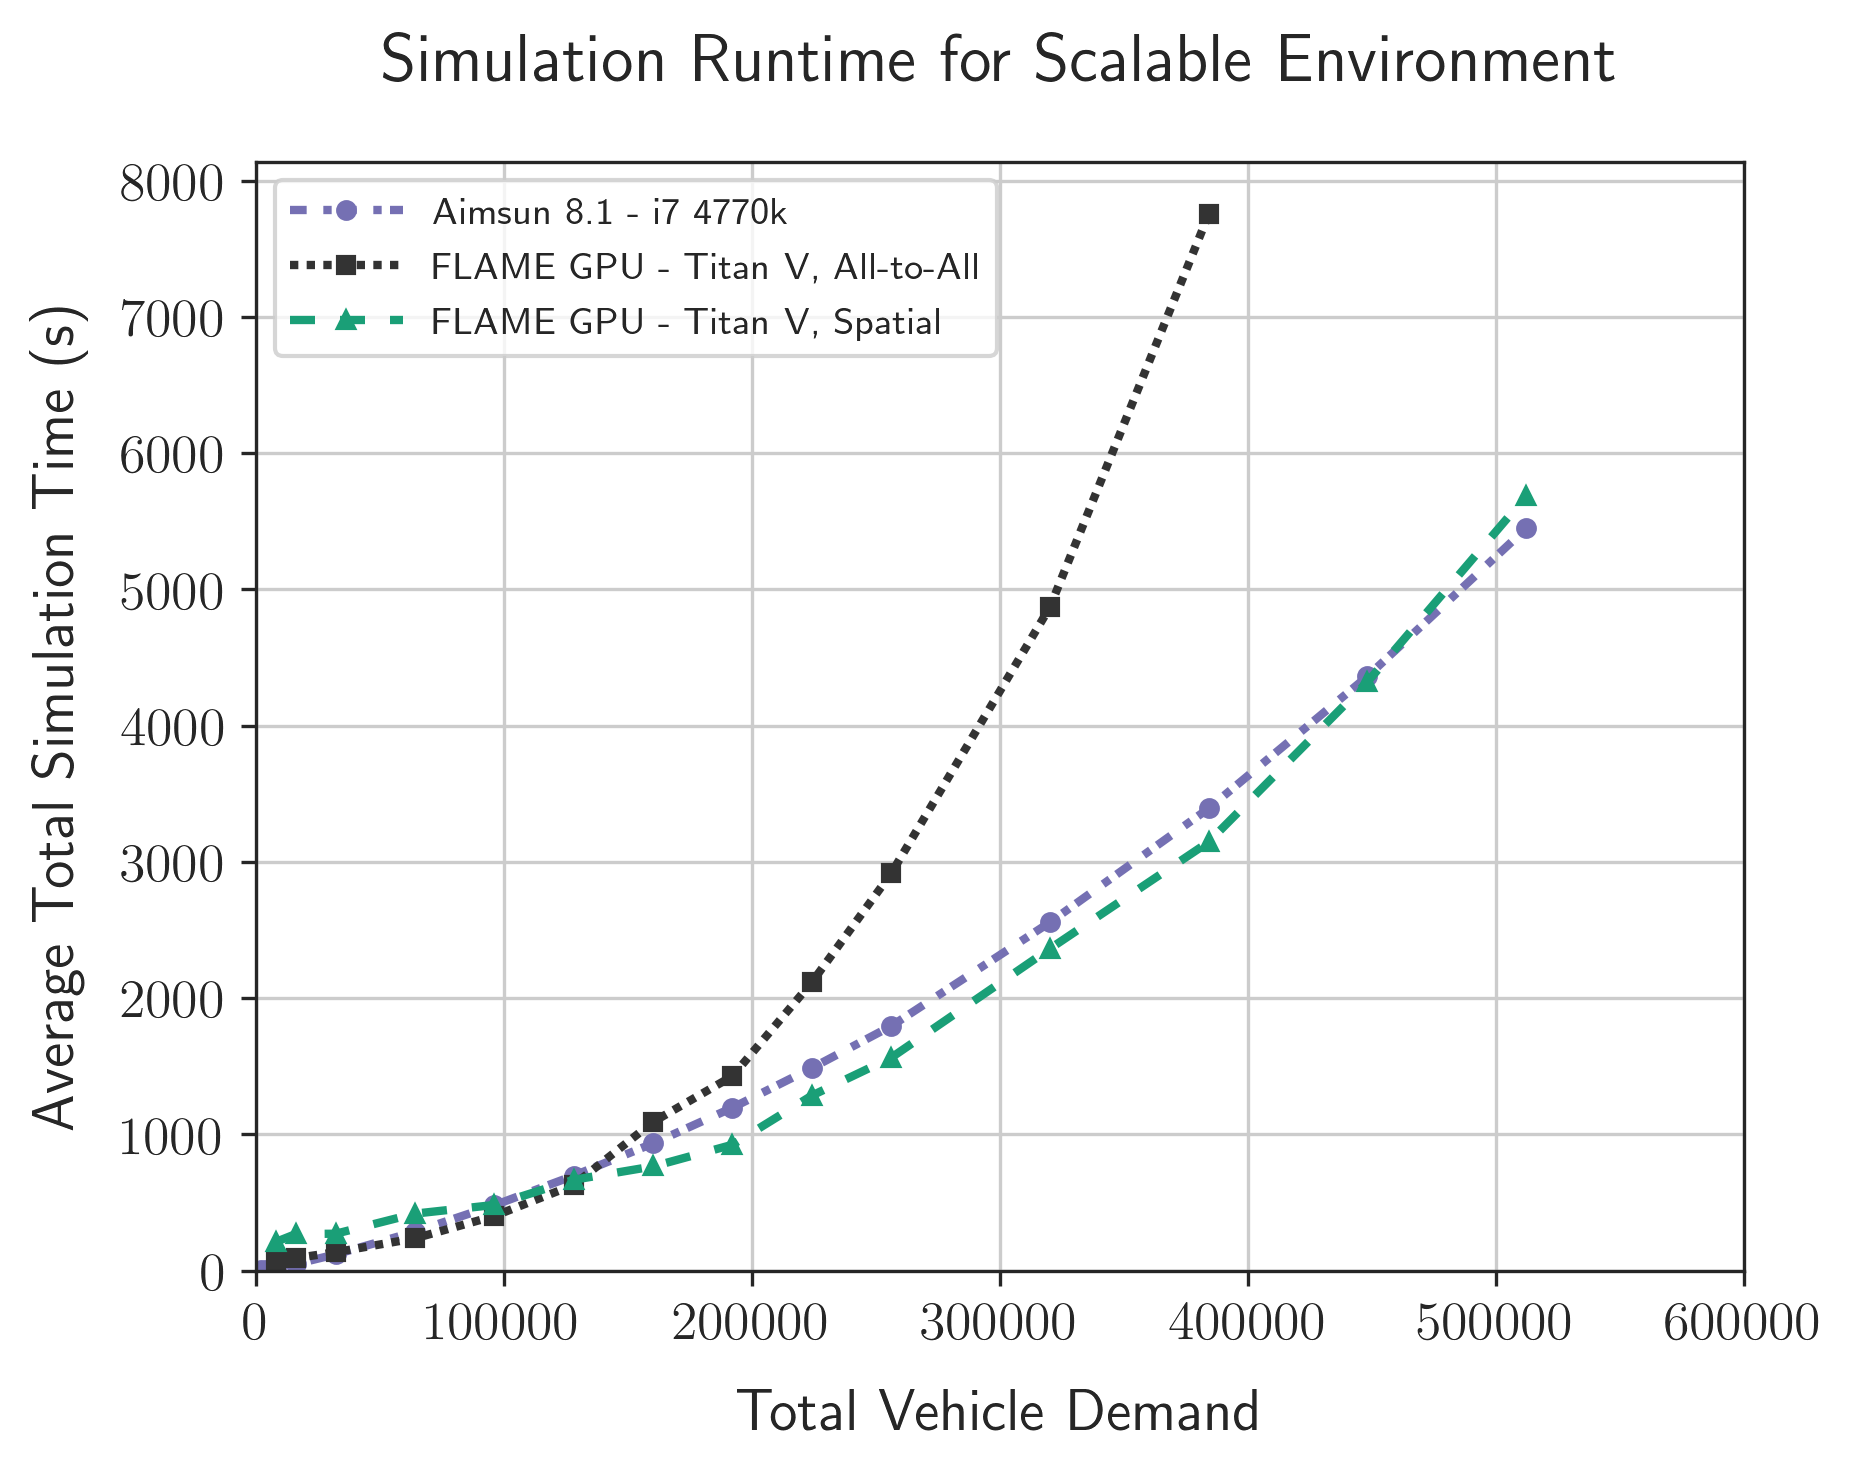 Simulation Runtime for Scalable Environment
8000
7000
6000
5000
4000
3000
2000
1000
0
Average Total Simulation Time (s)
Aimsun 8.1 - i7 4770k
FLAME GPU - Titan V, All-to-All
FLAME GPU - Titan V, Spatial
0 100000 200000 300000 400000 500000 600000
Total Vehicle Demand